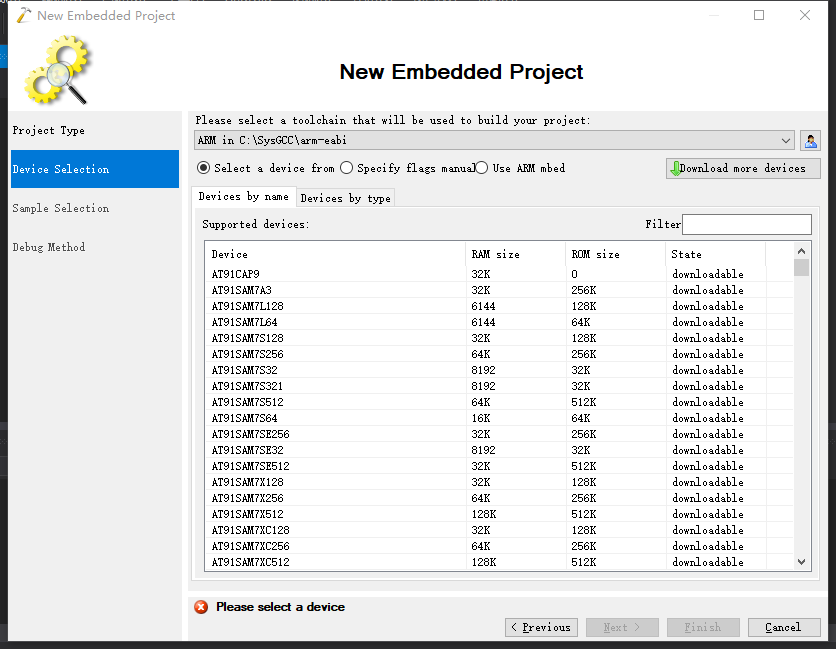 New Embedded Project
New Embedded Project
Project Type
Device Selection
Sample Selection
Debug Method
Please select a toolchain that will be used to build your project:
ARM in C:\SysGCC\arm-eabi
Select a device from Specify flags manual Use ARM mbed
Download more devices
Devices by name Devices by type
Supported devices: Filter
Device RAM size ROM size State
AT91CAP9 32K 0 downloadable
AT91SAM7A3 32K 256K downloadable
AT91SAM7L128 6144 128K downloadable
AT91SAM7L64 6144 64K downloadable
AT91SAM7S128 32K 128K downloadable
AT91SAM7S256 64K 256K downloadable
AT91SAM7S32 8192 32K downloadable
AT91SAM7S321 8192 32K downloadable
AT91SAM7S512 64K 512K downloadable
AT91SAM7S64 16K 64K downloadable
AT91SAM7SE256 32K 256K downloadable
AT91SAM7SE32 8192 32K downloadable
AT91SAM7SE512 32K 512K downloadable
AT91SAM7X128 32K 128K downloadable
AT91SAM7X256 64K 256K downloadable
AT91SAM7X512 128K 512K downloadable
AT91SAM7XC128 32K 128K downloadable
AT91SAM7XC256 64K 256K downloadable
AT91SAM7XC512 128K 512K downloadable
Please select a device
< Previous Next > Finish Cancel